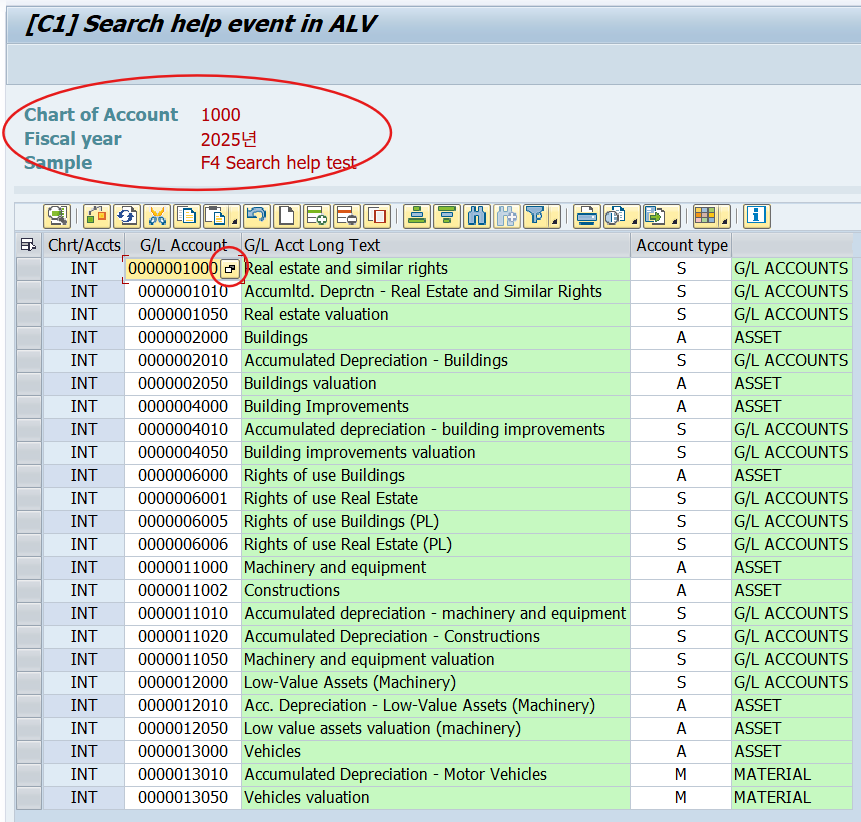 [C1] Search help event in ALV
Chart of Account 1000
Fiscal year 2025년
Sample F4 Search help test
Chrt/Accts G/L Account G/L Acct Long Text Account type
INT 0000001000 Real estate and similar rights S G/L ACCOUNTS
INT 0000001010 Accumltd. Deprctn - Real Estate and Similar Rights S G/L ACCOUNTS
INT 0000001050 Real estate valuation S G/L ACCOUNTS
INT 0000002000 Buildings A ASSET
INT 0000002010 Accumulated Depreciation - Buildings S G/L ACCOUNTS
INT 0000002050 Buildings valuation A ASSET
INT 0000004000 Building Improvements A ASSET
INT 0000004010 Accumulated depreciation - building improvements S G/L ACCOUNTS
INT 0000004050 Building improvements valuation S G/L ACCOUNTS
INT 0000006000 Rights of use Buildings A ASSET
INT 0000006001 Rights of use Real Estate S G/L ACCOUNTS
INT 0000006005 Rights of use Buildings (PL) S G/L ACCOUNTS
INT 0000006006 Rights of use Real Estate (PL) S G/L ACCOUNTS
INT 0000011000 Machinery and equipment A ASSET
INT 0000011002 Constructions A ASSET
INT 0000011010 Accumulated depreciation - machinery and equipment S G/L ACCOUNTS
INT 0000011020 Accumulated Depreciation - Constructions S G/L ACCOUNTS
INT 0000011050 Machinery and equipment valuation S G/L ACCOUNTS
INT 0000012000 Low-Value Assets (Machinery) S G/L ACCOUNTS
INT 0000012010 Acc. Depreciation - Low-Value Assets (Machinery) A ASSET
INT 0000012050 Low value assets valuation (machinery) A ASSET
INT 0000013000 Vehicles A ASSET
INT 0000013010 Accumulated Depreciation - Motor Vehicles M MATERIAL
INT 0000013050 Vehicles valuation M MATERIAL